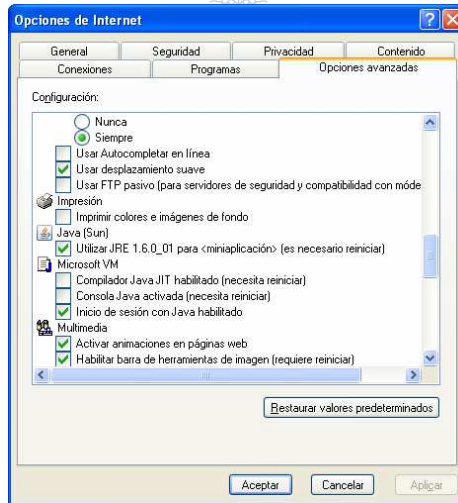 Opciones de Internet
General Seguridad Privacidad Contenido
Conexiones Programas Opciones avanzadas
Configuración:
Nunca
Siempre
Usar Autocompletar en línea
Usar desplazamiento suave
Usar FTP pasivo (para servidores de seguridad y compatibilidad con móde
Impresión
Imprimir colores e imágenes de fondo
Java (Sun)
Utilizar JRE 1.6.0_01 para <miniaplicación> (es necesario reiniciar)
Microsoft VM
Compilador Java JIT habilitado (necesita reiniciar)
Consola Java activada (necesita reiniciar)
Inicio de sesión con Java habilitado
Multimedia
Activar animaciones en páginas web
Habilitar barra de herramientas de imagen (requiere reiniciar)
Restaurar valores predeterminados
Aceptar Cancelar Aplicar